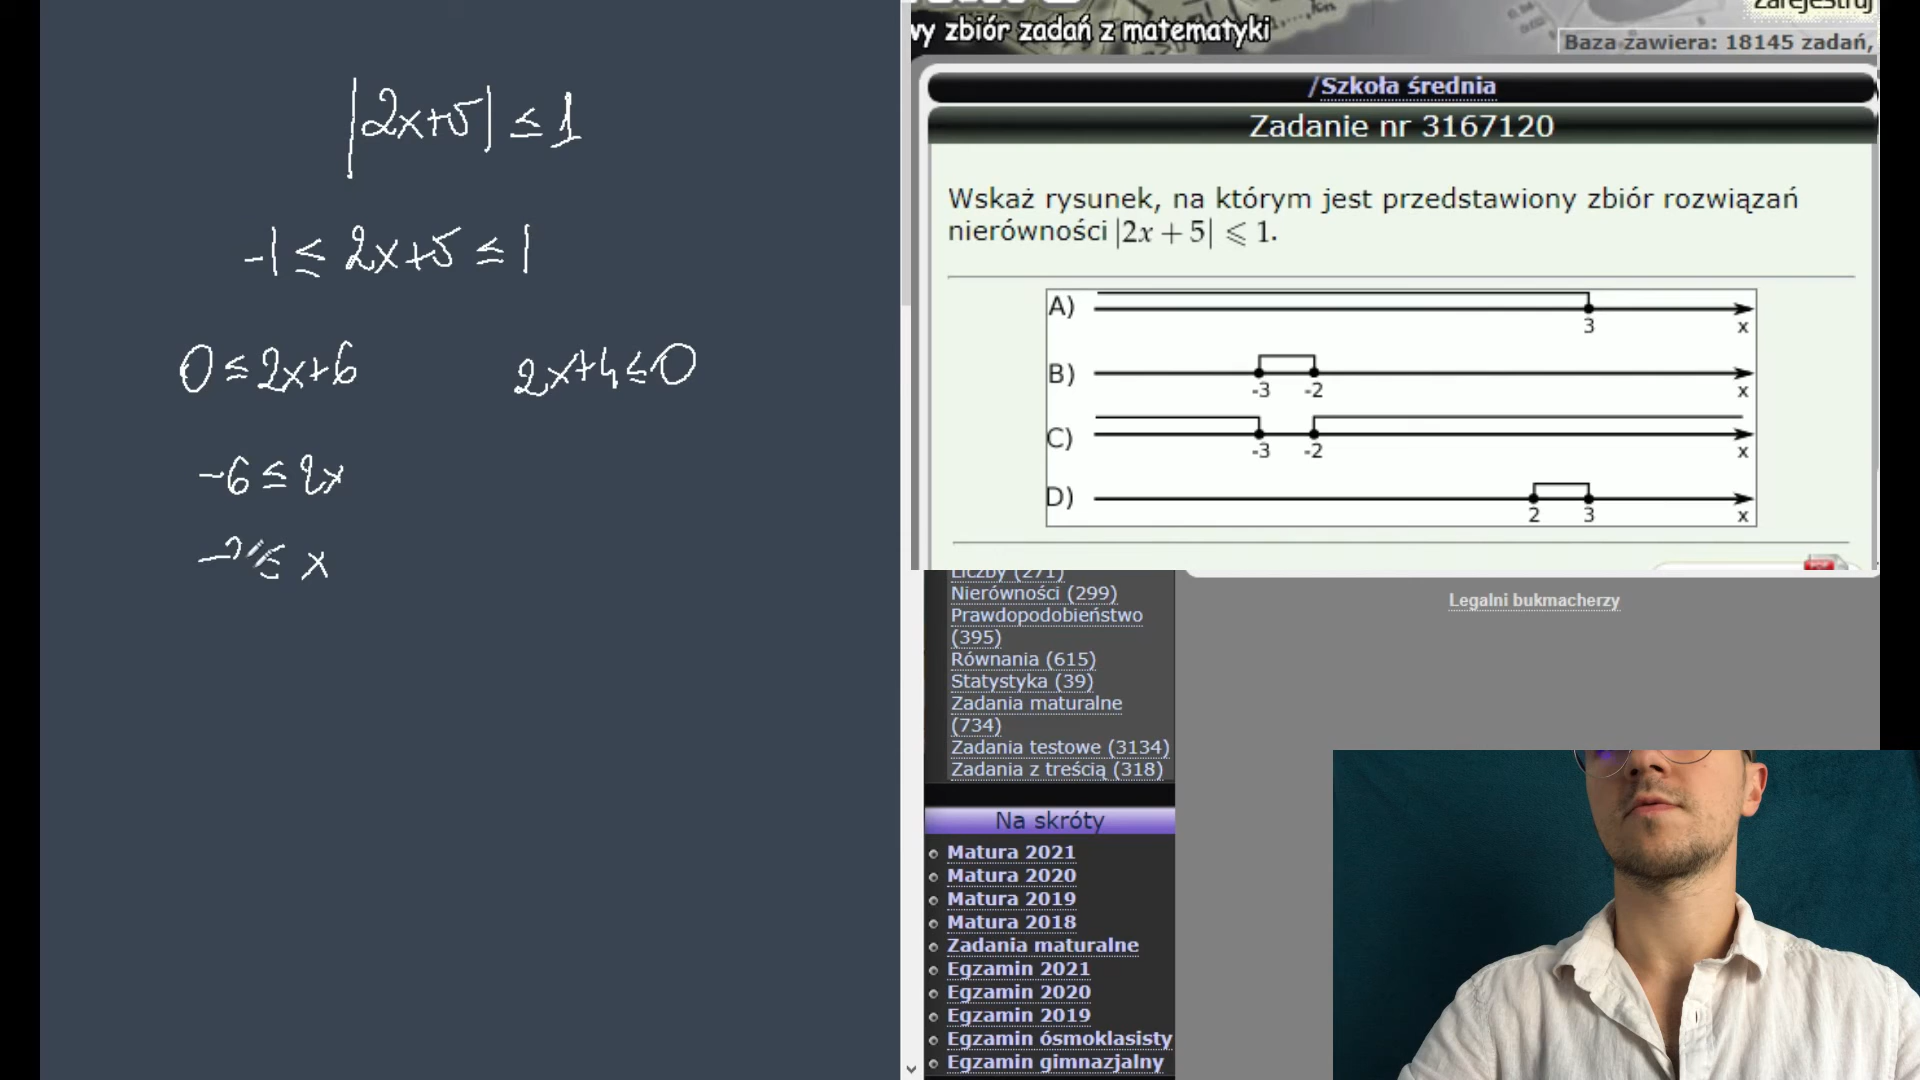 |2x+5| ≤ 1
-1 ≤ 2x+5 ≤ 1
0 ≤ 2x+6
2x+4 ≤ 0
-6 ≤ 2x
≤ x
wy zbiór zadań z matematyki
Zarejestruj
Baza zawiera: 18145 zadań,
/Szkoła średnia
Zadanie nr 3167120
Wskaż rysunek, na którym jest przedstawiony zbiór rozwiązań
nierówności |2x + 5| ⩽ 1.
A)
3 x
B)
-3 -2 x
C)
-3 -2 x
D)
2 3 x
Liczby (271)
Nierówności (299)
Prawdopodobieństwo
(395)
Równania (615)
Statystyka (39)
Zadania maturalne
(734)
Zadania testowe (3134)
Zadania z treścią (318)
Legalni bukmacherzy
Na skróty
Matura 2021
Matura 2020
Matura 2019
Matura 2018
Zadania maturalne
Egzamin 2021
Egzamin 2020
Egzamin 2019
Egzamin ósmoklasisty
Egzamin gimnazjalny